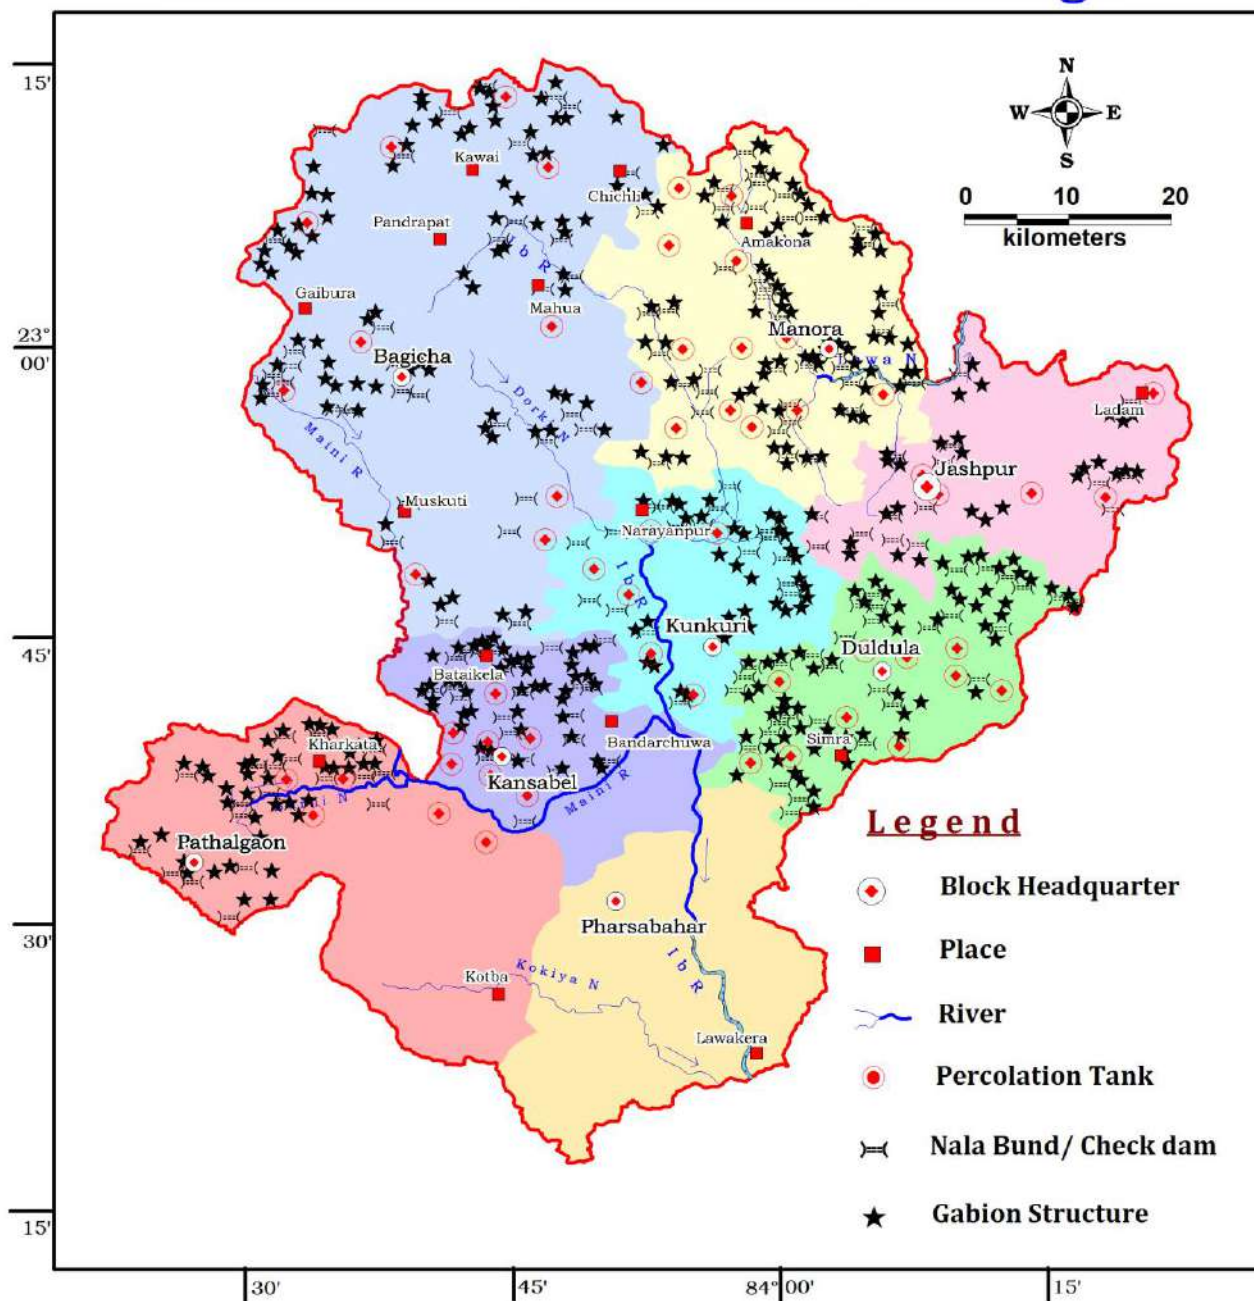 15'
N
W E
S
0 10 20
kilometers
Kawai
Chichli
Pandrapat
Amakona
Ib R
Gaibura
Mahua
23°
00'
Manora
Bagicha
Ladam
Dorki N
Maini R
Jashpur
Muskuti
Narayanpur
Ib R
Kunkuri
45'
Duldula
Bataikela
Bandarchuwa
Simra
Kharkata
Kansabel
Maini R
Legend
Pathalgaon
Block Headquarter
Pharsabahar
30'
Place
Ib R
Kotba
Kokiya N
River
Lawakera
Percolation Tank
Nala Bund/ Check dam
15'
Gabion Structure
30' 45' 84° 00' 15'